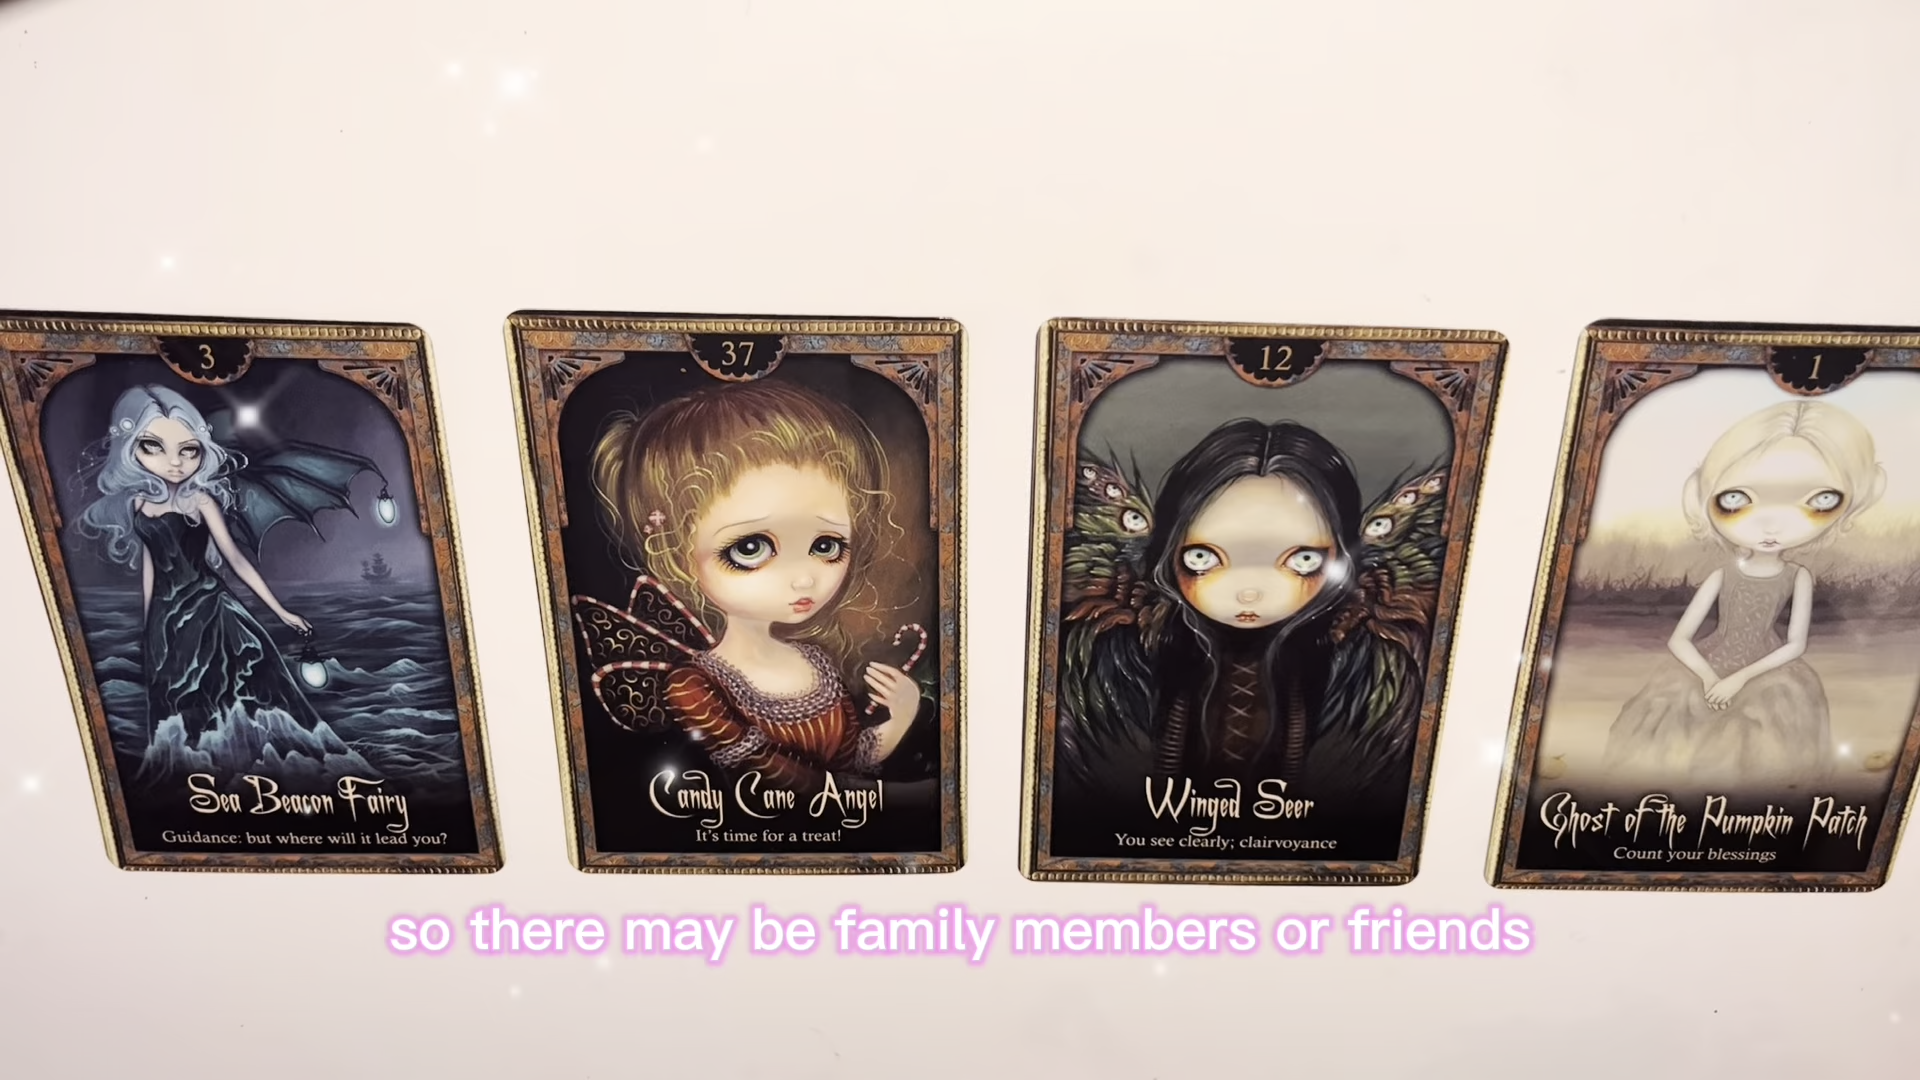 3
Sea Beacon Fairy
Guidance: but where will it lead you?
37
Candy Cane Angel
It's time for a treat!
12
Winged Seer
You see clearly; clairvoyance
1
Ghost of the Pumpkin Patch
Count your blessings
so there may be family members or friends